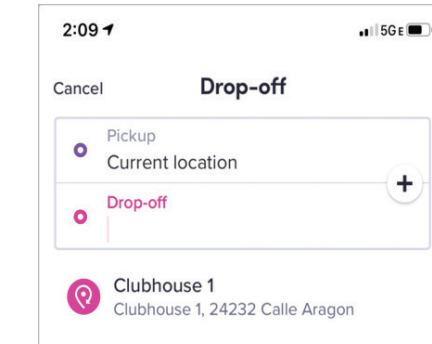 2:09 5GE
Cancel Drop-off
Pickup
Current location
+
Drop-off
Clubhouse 1
Clubhouse 1, 24232 Calle Aragon